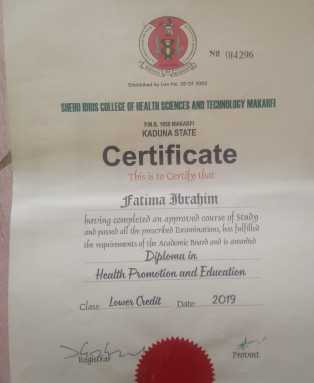 Nº 014296
SHEHU IDRIS COLLEGE OF HEALTH SCIENCES AND TECHNOLOGY MAKARFI
P.M.B. 1050 MAKARFI
KADUNA STATE
Certificate
This is to Certify that
Fatima Ibrahim
having completed an approved course of Study
and passed all the prescribed Examinations, has fulfilled
the requirements of the Academic Board and is awarded
Diploma in
Health Promotion and Education
Class Lower Credit Date 2019
Registrar Provost